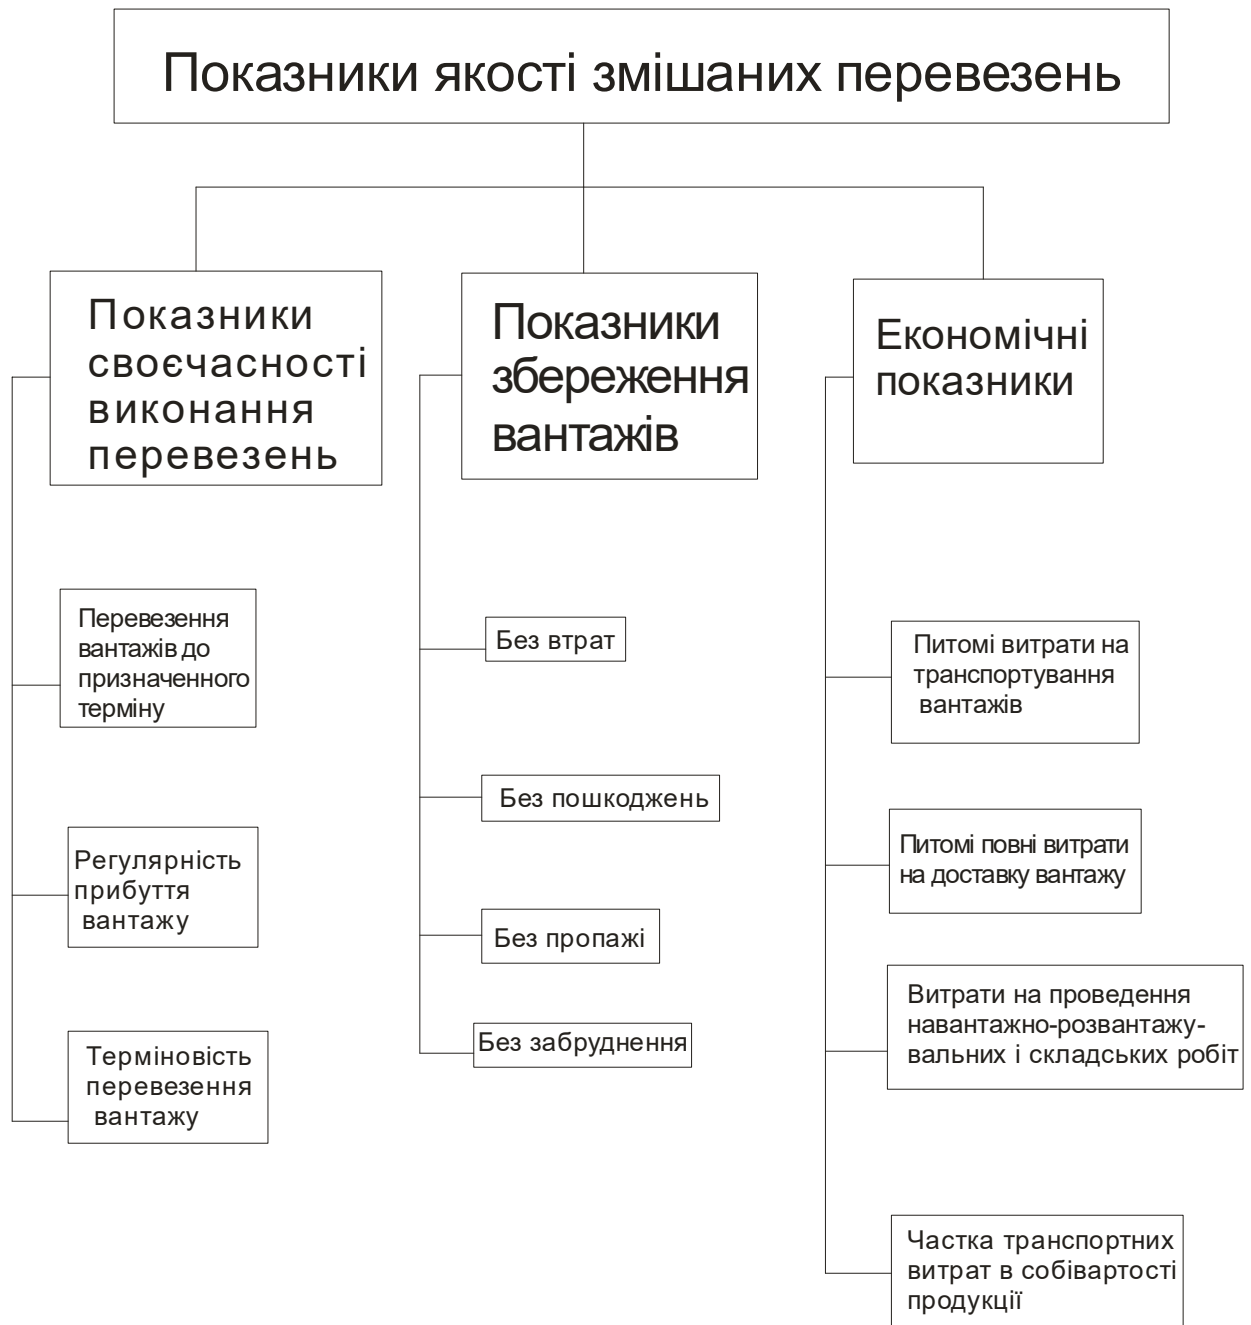 Показники якості змішаних перевезень
Показники
своєчасності
виконання
перевезень
Перевезення
вантажів до
призначенного
терміну
Регулярність
прибуття
вантажу
Терміновість
перевезення
вантажу
Показники
збереження
вантажів
Без втрат
Без пошкоджень
Без пропажі
Без забруднення
Економічні
показники
Питомі витрати на
транспортування
вантажів
Питомі повні витрати
на доставку вантажу
Витрати на проведення
навантажно-розвантажу-
вальних і складських робіт
Частка транспортних
витрат в собівартості
продукції